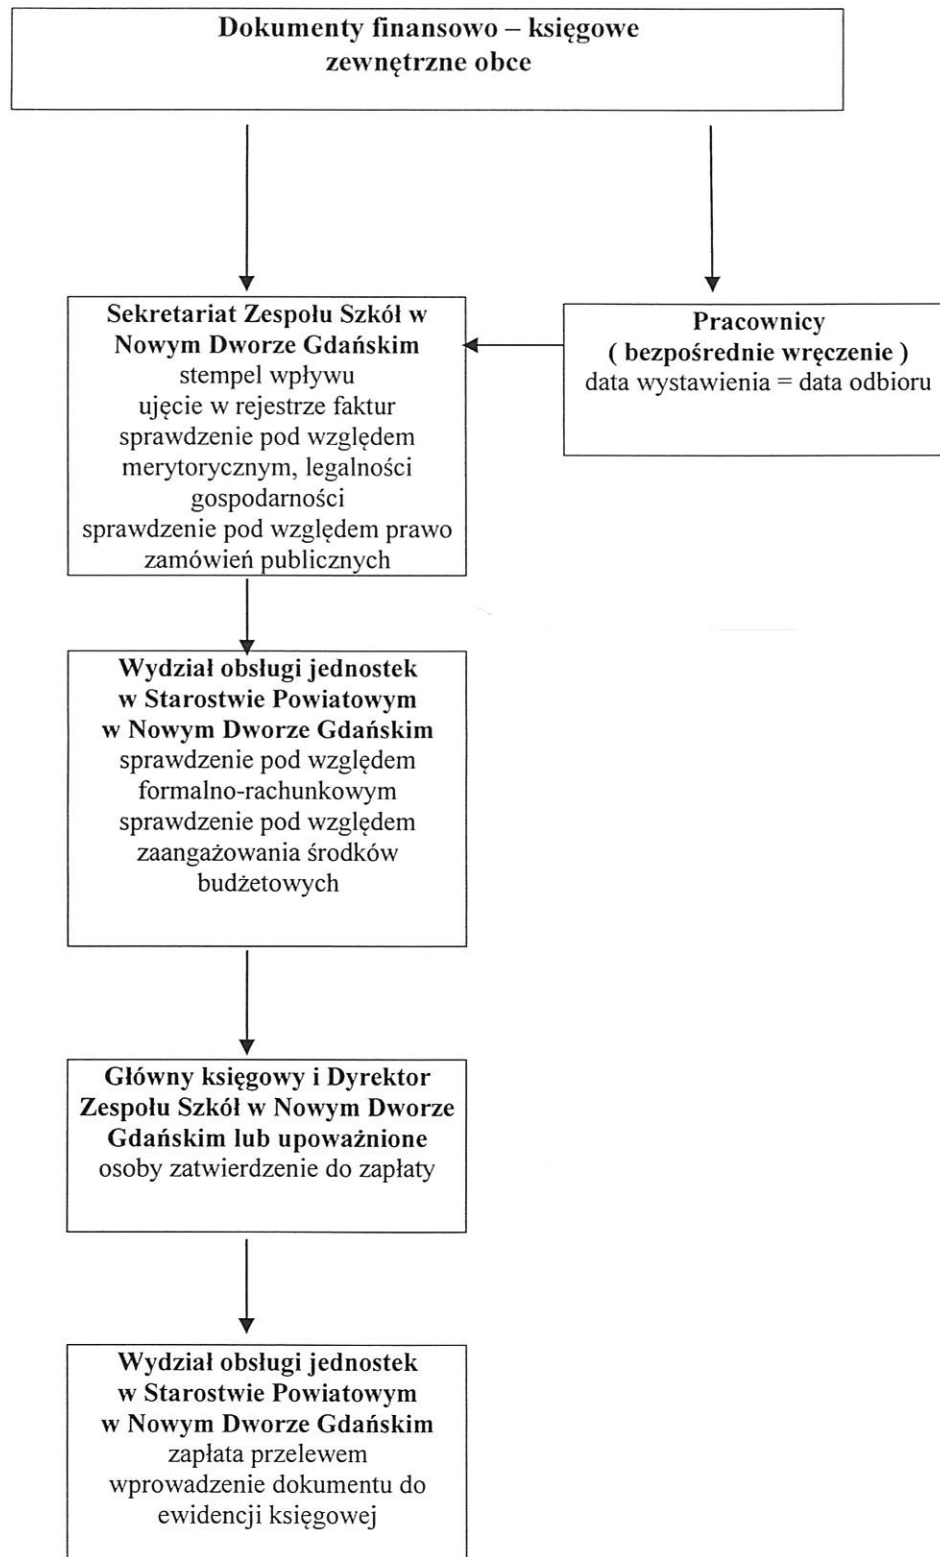 Dokumenty finansowo – księgowe
zewnętrzne obce
Sekretariat Zespołu Szkół w
Nowym Dworze Gdańskim
stempel wpływu
ujęcie w rejestrze faktur
sprawdzenie pod względem
merytorycznym, legalności
gospodarności
sprawdzenie pod względem prawo
zamówień publicznych
Pracownicy
( bezpośrednie wręczenie )
data wystawienia = data odbioru
Wydział obsługi jednostek
w Starostwie Powiatowym
w Nowym Dworze Gdańskim
sprawdzenie pod względem
formalno-rachunkowym
sprawdzenie pod względem
zaangażowania środków
budżetowych
Główny księgowy i Dyrektor
Zespołu Szkół w Nowym Dworze
Gdańskim lub upoważnione
osoby zatwierdzenie do zapłaty
Wydział obsługi jednostek
w Starostwie Powiatowym
w Nowym Dworze Gdańskim
zapłata przelewem
wprowadzenie dokumentu do
ewidencji księgowej